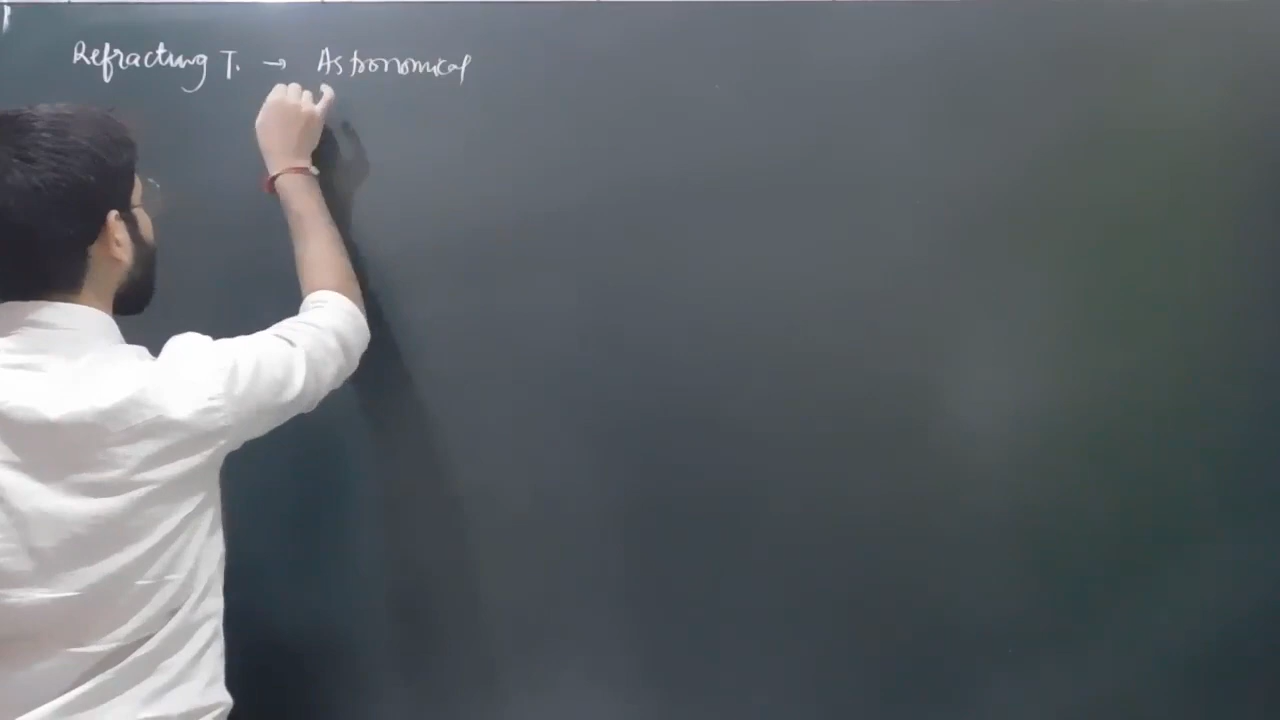 Refracting T. → Astronomical